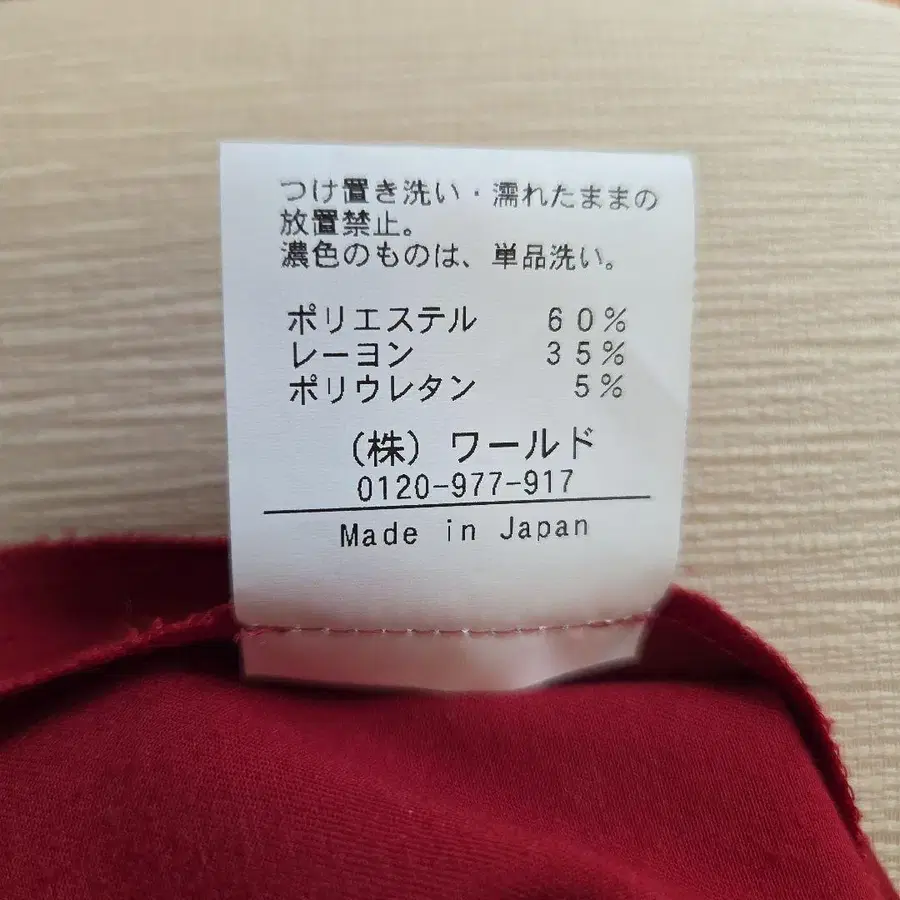 つけ置き洗い・濡れたままの
放置禁止。
濃色のものは、単品洗い。
ポリエステル 60%
レーヨン 35%
ポリウレタン 5%
(株) ワールド
0120-977-917
Made in Japan